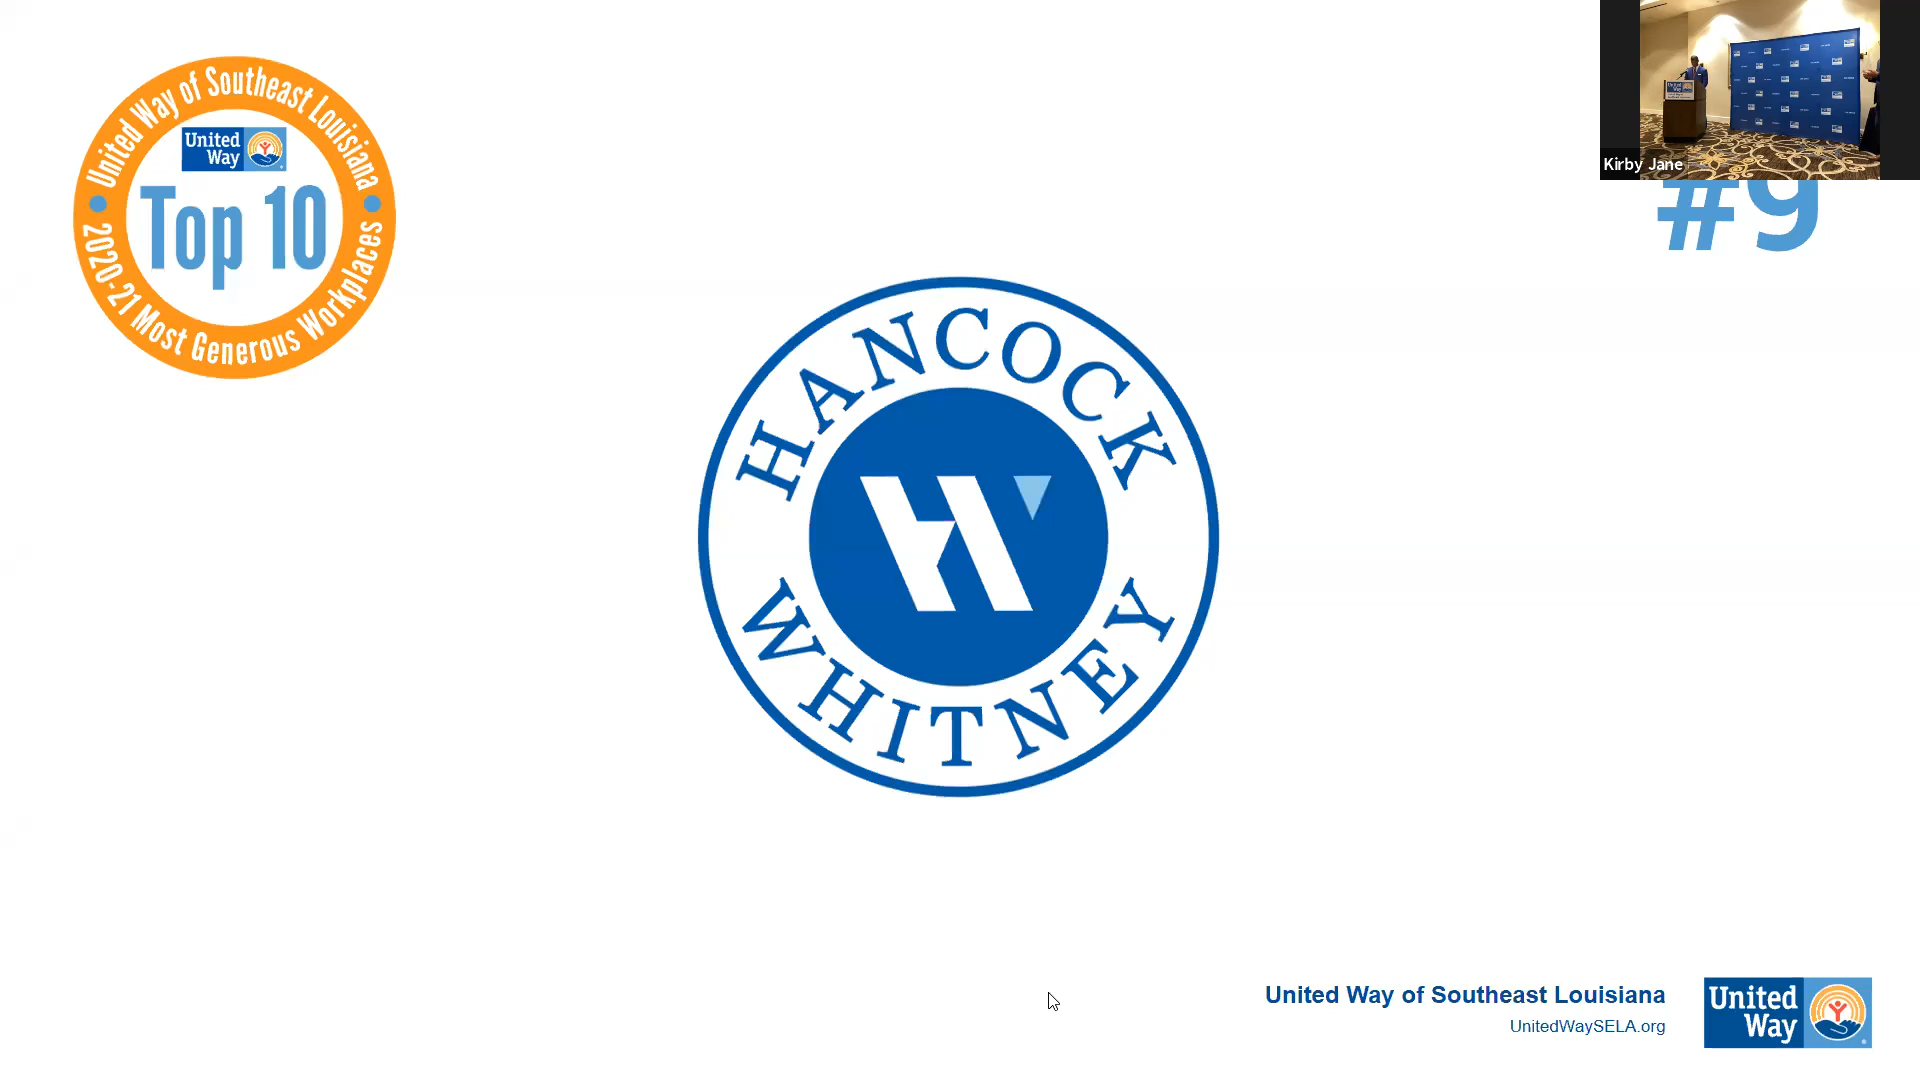 United Way of Southeast Louisiana
United
Way
Top 10
2020-21 Most Generous Workplaces
Kirby Jane
#9
HANCOCK
WHITNEY
United Way of Southeast Louisiana
UnitedWaySELA.org
United
Way